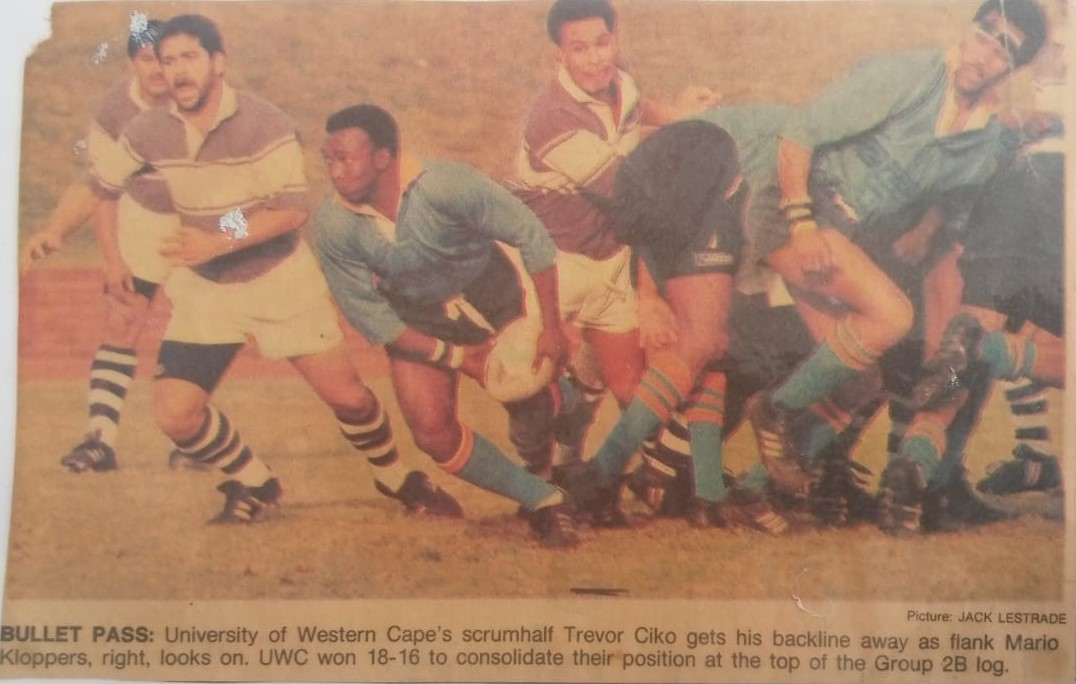 Picture: JACK LESTRADE
BULLET PASS: University of Western Cape's scrumhalf Trevor Ciko gets his backline away as flank Mario
Kloppers, right, looks on. UWC won 18-16 to consolidate their position at the top of the Group 2B log.